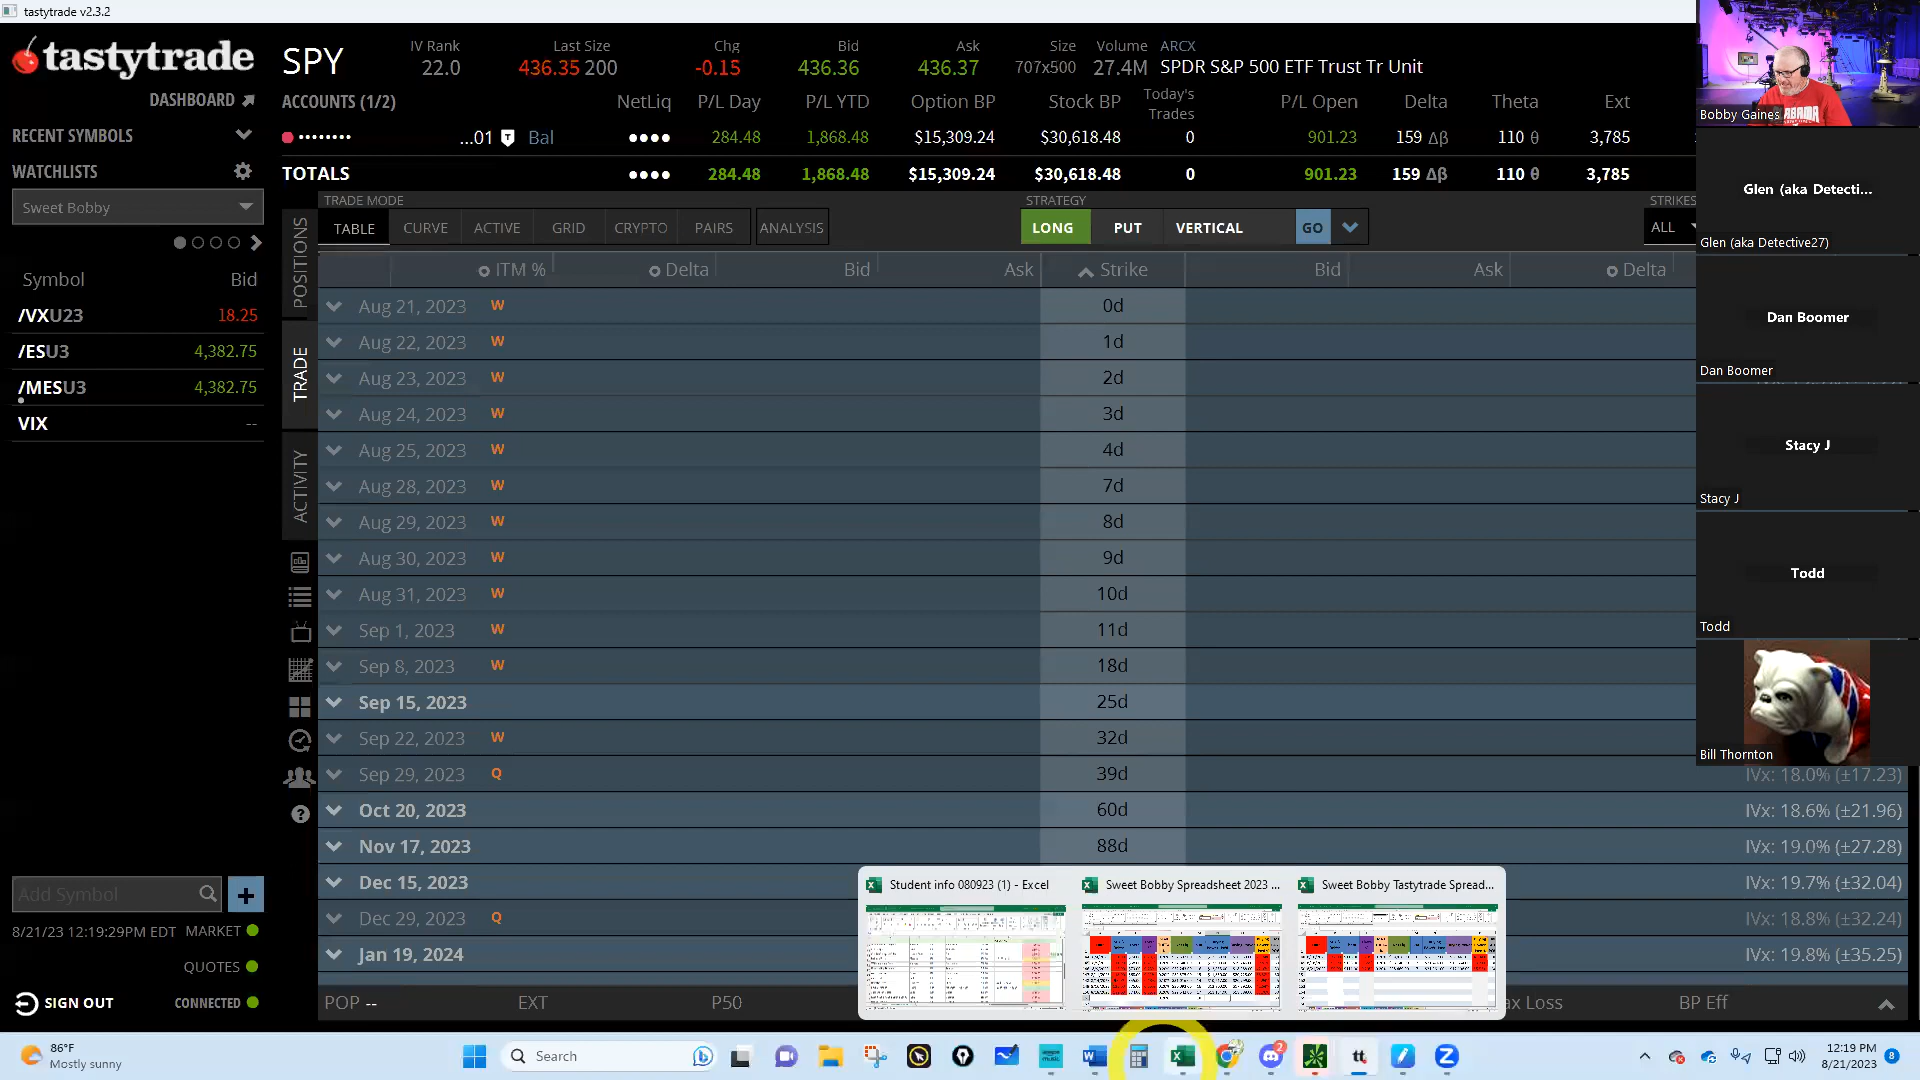 tastytrade v2.3.2
tastytrade
DASHBOARD
RECENT SYMBOLS
WATCHLISTS
Sweet Bobby
Symbol Bid
/VXU23 18.25
/ESU3 4,382.75
/MESU3 4,382.75
VIX --
Add Symbol
8/21/23 12:19:29PM EDT MARKET
QUOTES
SIGN OUT CONNECTED
SPY
IV Rank Last Size Chg Bid Ask Size Volume ARCX
22.0 436.35 200 -0.15 436.36 436.37 707x500 27.4M SPDR S&P 500 ETF Trust Tr Unit
ACCOUNTS (1/2) NetLiq P/L Day P/L YTD Option BP Stock BP Today's Trades P/L Open Delta Theta Ext
•••••••• ...01 T Bal •••• 284.48 1,868.48 $15,309.24 $30,618.48 0 901.23 159 Δβ 110 θ 3,785
TOTALS •••• 284.48 1,868.48 $15,309.24 $30,618.48 0 901.23 159 Δβ 110 θ 3,785
TRADE MODE STRATEGY STRIKES
TABLE CURVE ACTIVE GRID CRYPTO PAIRS ANALYSIS LONG PUT VERTICAL GO ALL
POSITIONS
TRADE
ACTIVITY
ITM % Delta Bid Ask Strike Bid Ask Delta
Aug 21, 2023 W 0d
Aug 22, 2023 W 1d
Aug 23, 2023 W 2d
Aug 24, 2023 W 3d
Aug 25, 2023 W 4d
Aug 28, 2023 W 7d
Aug 29, 2023 W 8d
Aug 30, 2023 W 9d
Aug 31, 2023 W 10d
Sep 1, 2023 W 11d
Sep 8, 2023 W 18d
Sep 15, 2023 25d
Sep 22, 2023 W 32d
Sep 29, 2023 Q 39d IVx: 18.0% (±17.23)
Oct 20, 2023 60d IVx: 18.6% (±21.96)
Nov 17, 2023 88d IVx: 19.0% (±27.28)
Dec 15, 2023 IVx: 19.7% (±32.04)
Dec 29, 2023 Q IVx: 18.8% (±32.24)
Jan 19, 2024 IVx: 19.8% (±35.25)
POP -- EXT P50 Loss BP Eff
Student info 080923 (1) - Excel
Sweet Bobby Spreadsheet 2023 ...
Sweet Bobby Tastytrade Spread...
Bobby Gaines
Glen (aka Detecti...
Glen (aka Detective27)
Dan Boomer
Dan Boomer
Stacy J
Stacy J
Todd
Todd
Bill Thornton
86°F
Mostly sunny
Search
amazon music
2
tt
12:19 PM
8/21/2023
8